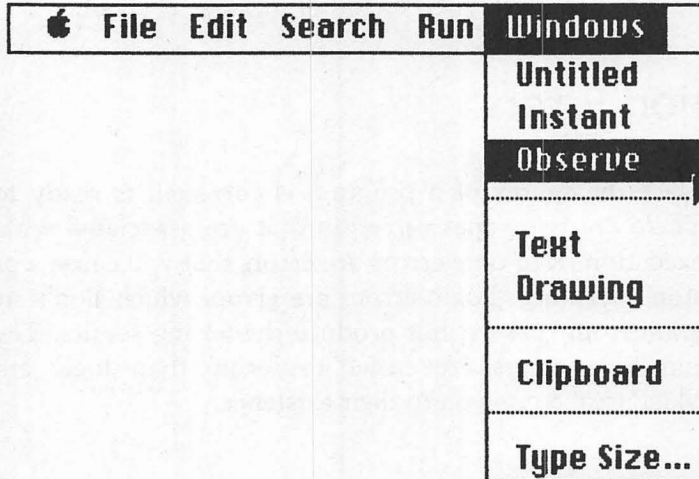 File Edit Search Run Windows
Untitled
Instant
Observe
Text
Drawing
Clipboard
Type Size...